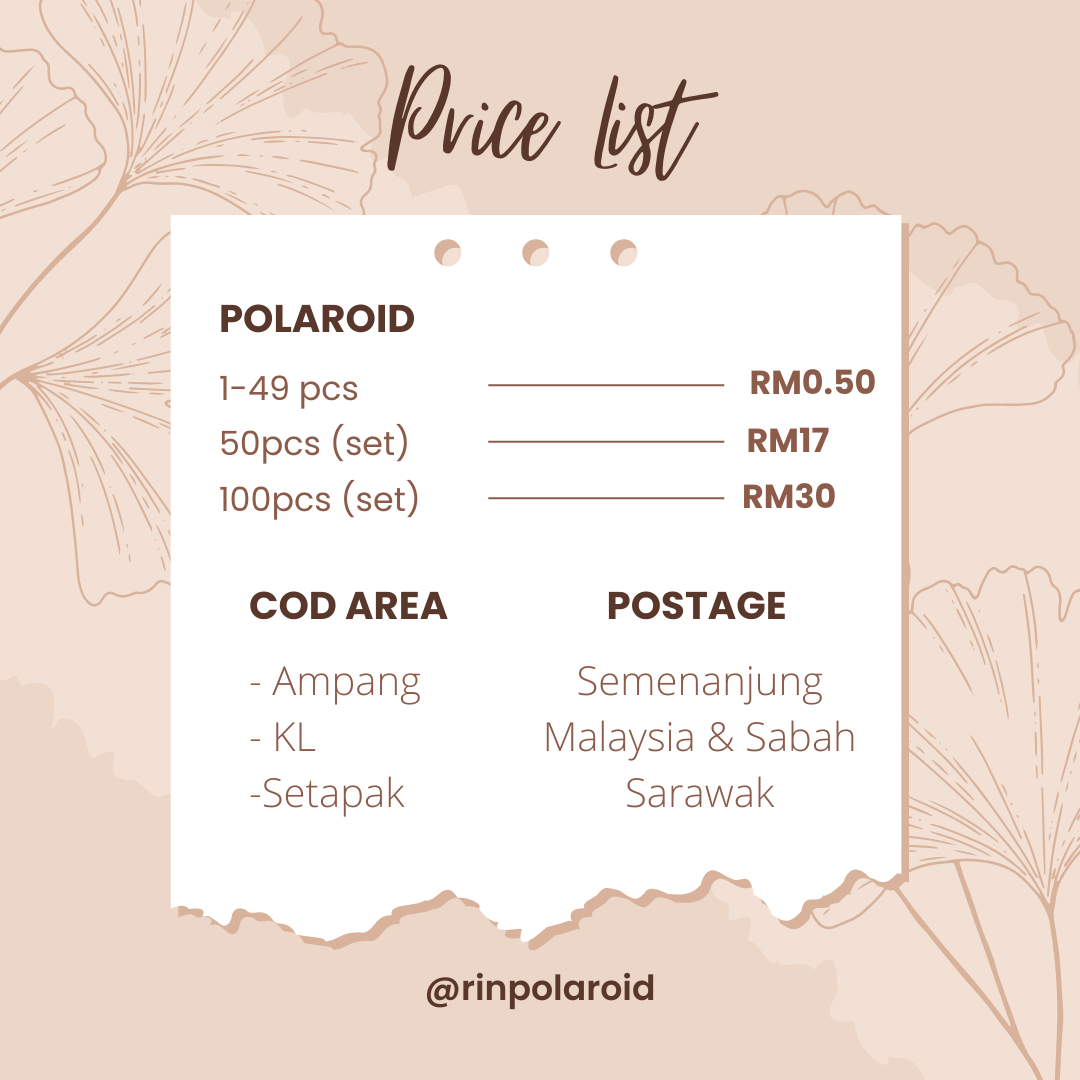 Price list
POLAROID
1-49 pcs RM0.50
50pcs (set) RM17
100pcs (set) RM30
COD AREA
- Ampang
- KL
-Setapak
POSTAGE
Semenanjung
Malaysia & Sabah
Sarawak
@rinpolaroid